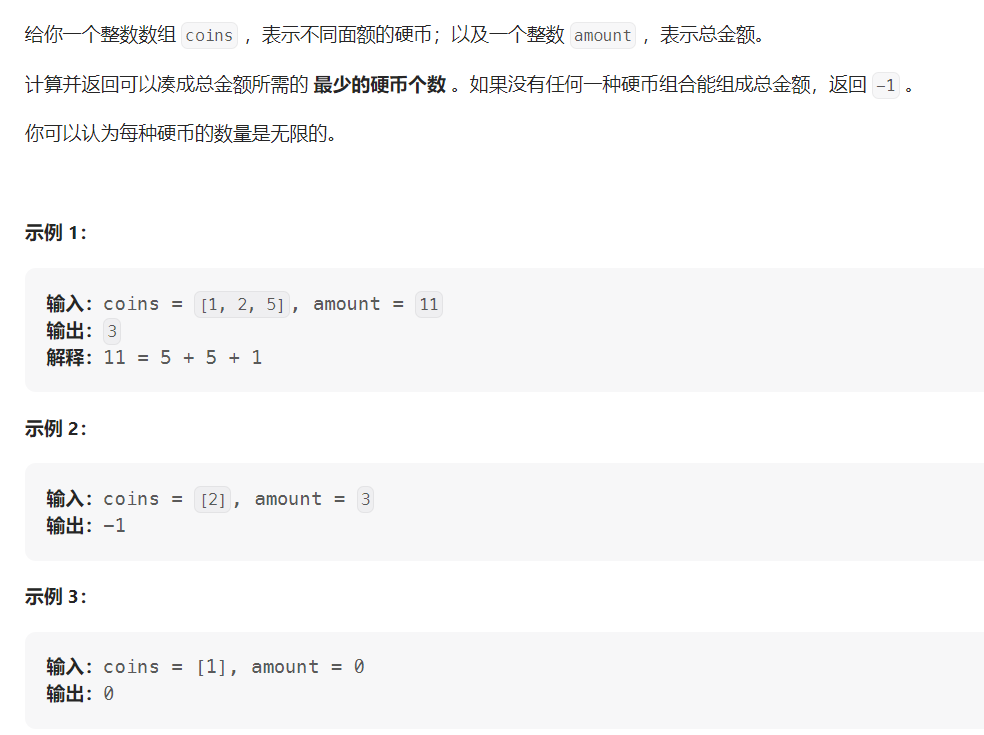 给你一个整数数组 coins ，表示不同面额的硬币；以及一个整数 amount ，表示总金额。
计算并返回可以凑成总金额所需的 最少的硬币个数 。如果没有任何一种硬币组合能组成总金额，返回 -1 。
你可以认为每种硬币的数量是无限的。
示例 1：
输入：coins = [1, 2, 5], amount = 11
输出：3
解释：11 = 5 + 5 + 1
示例 2：
输入：coins = [2], amount = 3
输出：-1
示例 3：
输入：coins = [1], amount = 0
输出：0